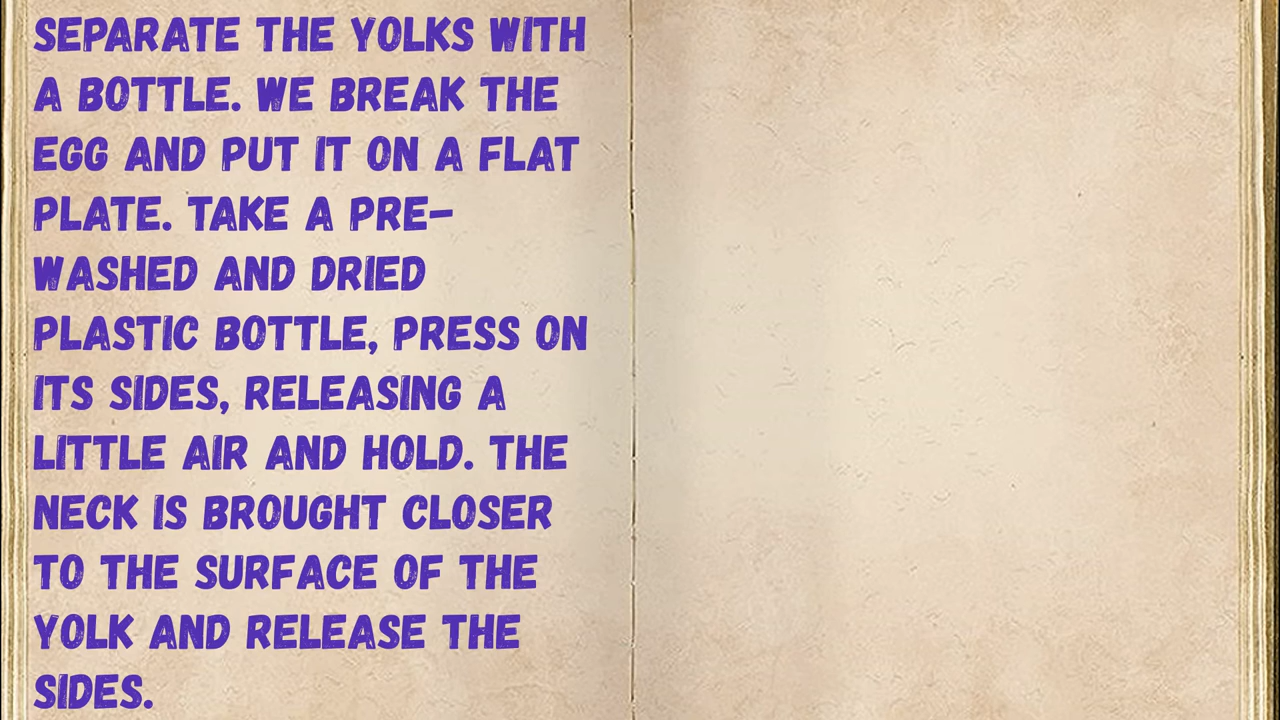 SEPARATE THE YOLKS WITH
A BOTTLE. WE BREAK THE
EGG AND PUT IT ON A FLAT
PLATE. TAKE A PRE-
WASHED AND DRIED
PLASTIC BOTTLE, PRESS ON
ITS SIDES, RELEASING A
LITTLE AIR AND HOLD. THE
NECK IS BROUGHT CLOSER
TO THE SURFACE OF THE
YOLK AND RELEASE THE
SIDES.